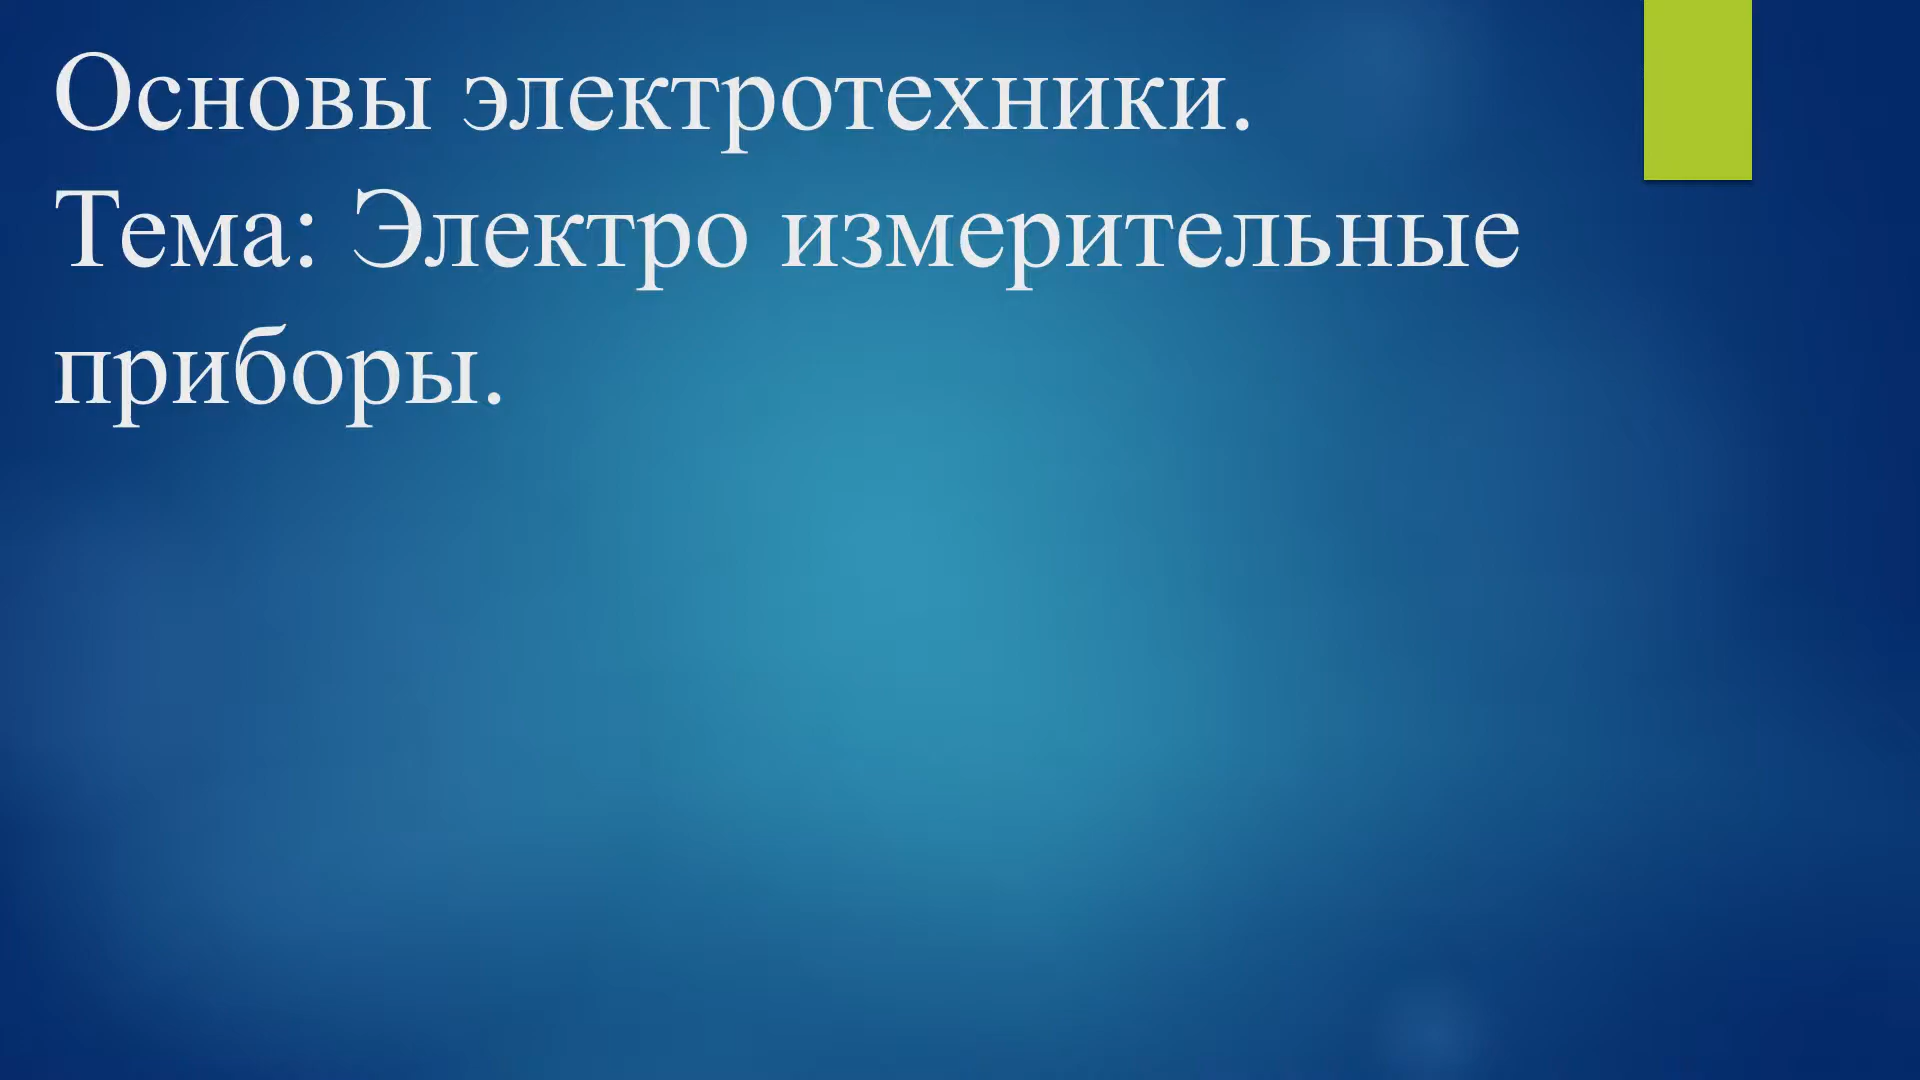 Основы электротехники.
Тема: Электро измерительные
приборы.